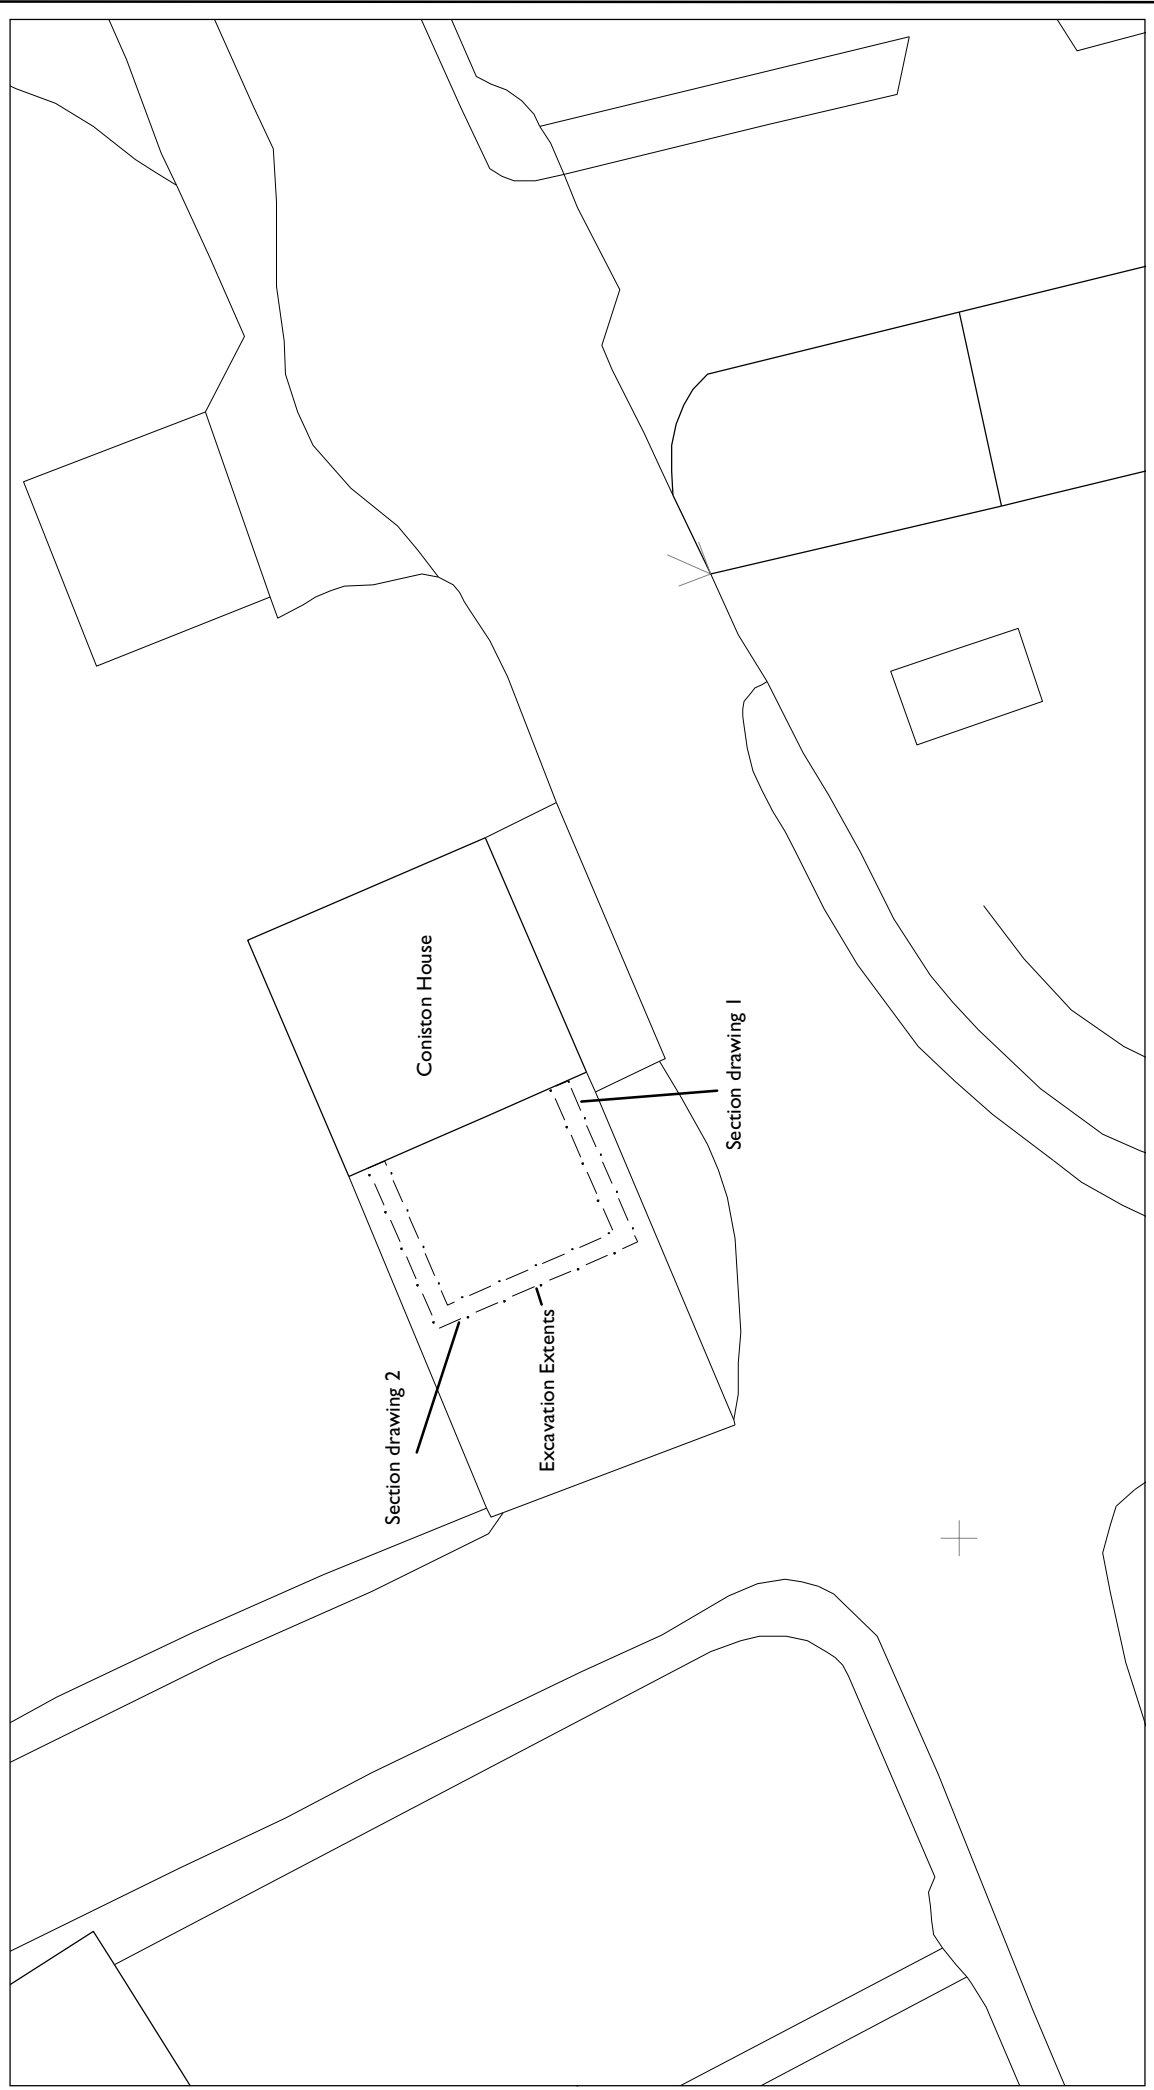 Coniston House
Section drawing 1
Excavation Extents
Section drawing 2